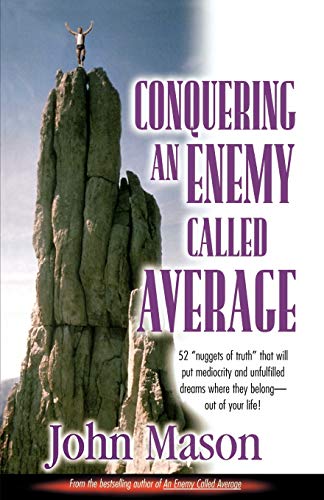 CONQUERING
AN ENEMY
CALLED
AVERAGE
52 "nuggets of truth" that will
put mediocrity and unfulfilled
dreams where they belong—
out of your life!
John Mason
From the bestselling author of An Enemy Called Average